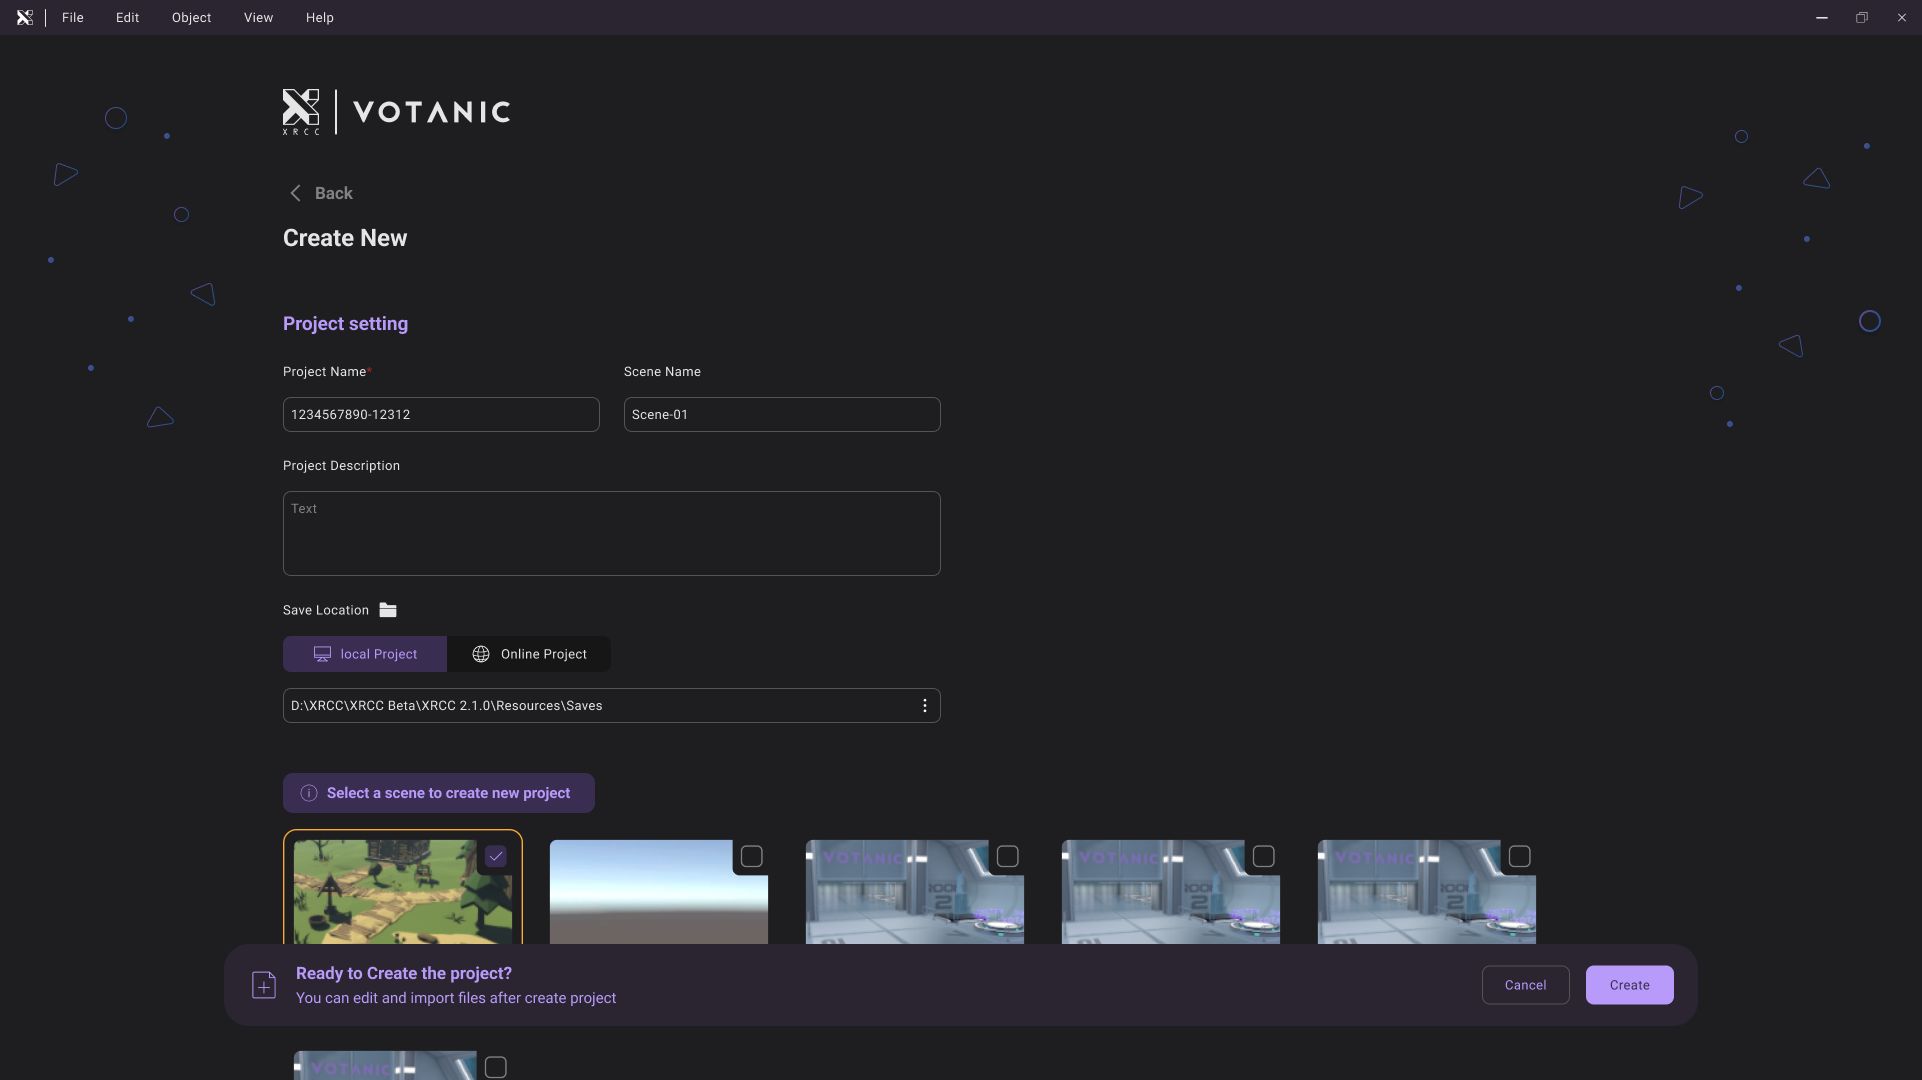 File Edit Object View Help
XRCC VOTANIC
Back
Create New
Project setting
Project Name* Scene Name
1234567890-12312 Scene-01
Project Description
Text
Save Location
local Project Online Project
D:\XRCC\XRCC Beta\XRCC 2.1.0\Resources\Saves
Select a scene to create new project
VOTANIC VOTANIC VOTANIC
Ready to Create the project?
You can edit and import files after create project
Cancel Create
VOTANIC